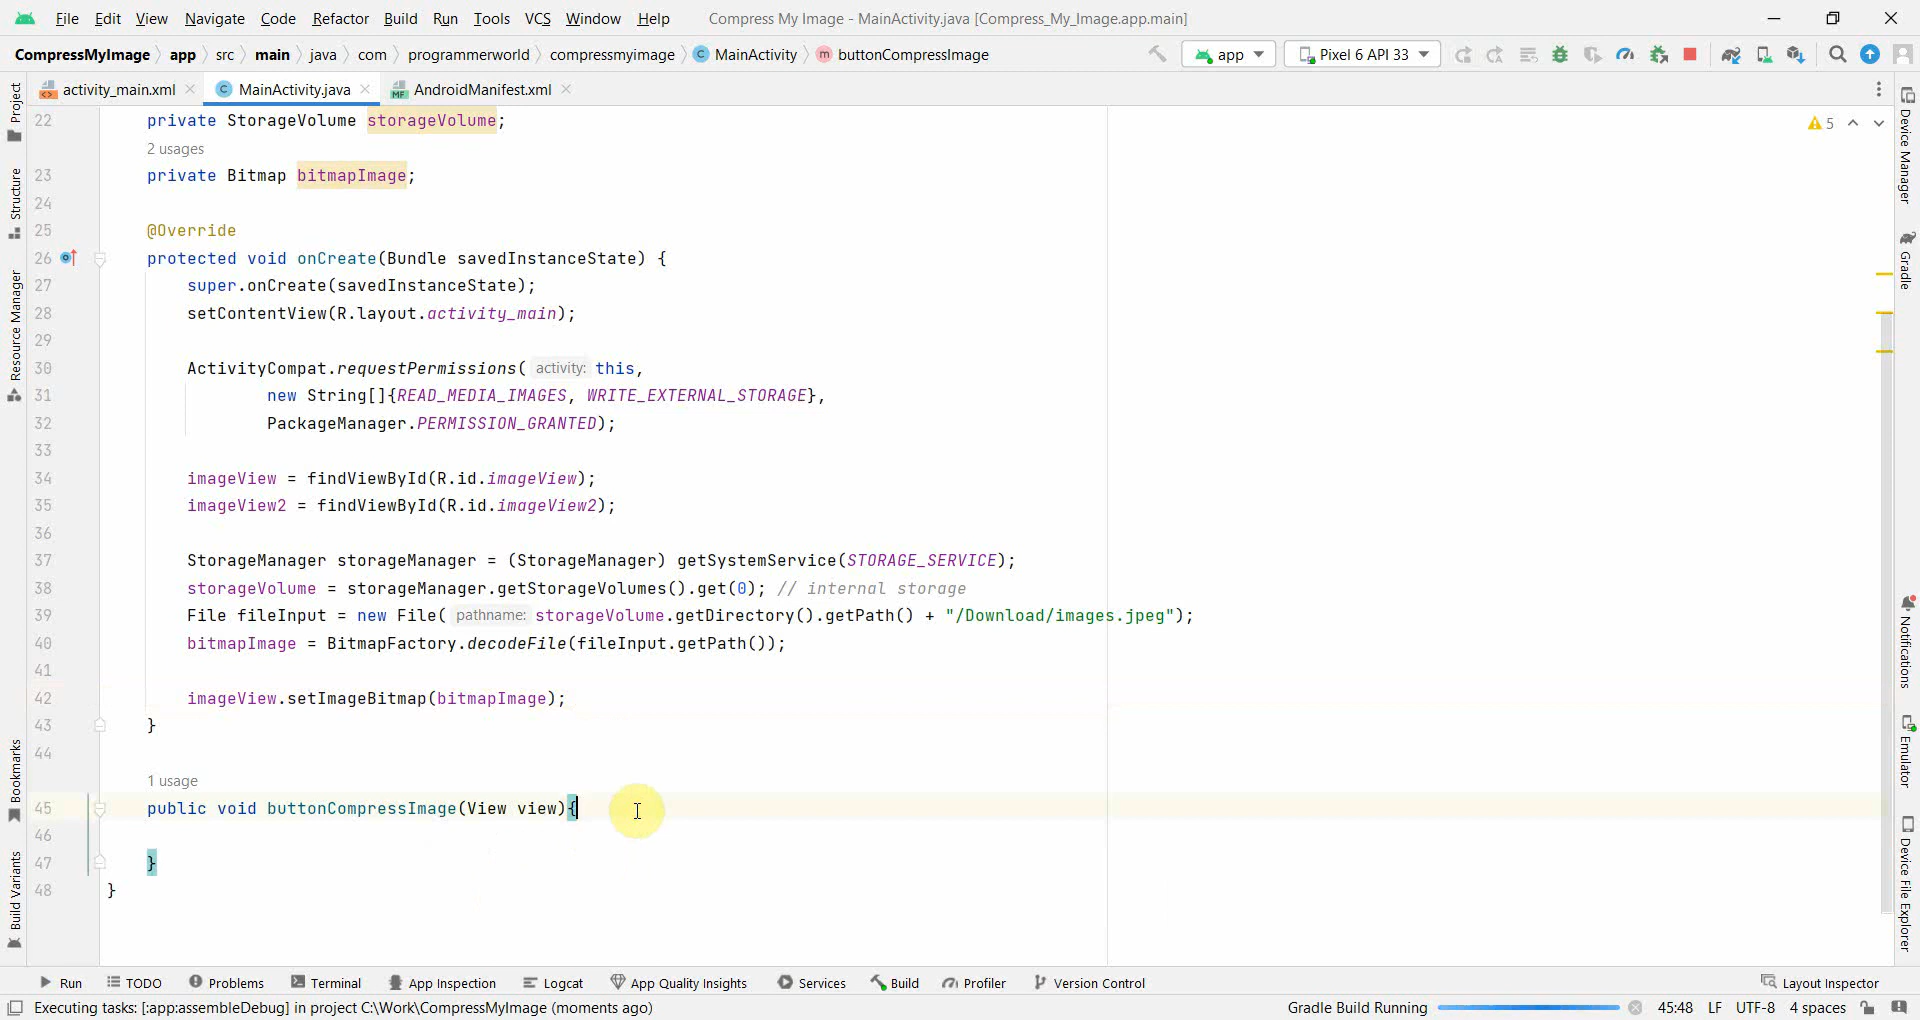 File Edit View Navigate Code Refactor Build Run Tools VCS Window Help Compress My Image - MainActivity.java [Compress_My_Image.app.main]
CompressMyImage app src main java com programmerworld compressmyimage C MainActivity m buttonCompressImage app Pixel 6 API 33
activity_main.xml C MainActivity.java MF AndroidManifest.xml
Project
Structure
Resource Manager
Bookmarks
Build Variants
22 private StorageVolume storageVolume;
5
2 usages
23 private Bitmap bitmapImage;
24
25 @Override
26 protected void onCreate(Bundle savedInstanceState) {
27 super.onCreate(savedInstanceState);
28 setContentView(R.layout.activity_main);
29
30 ActivityCompat.requestPermissions( activity: this,
31 new String[]{READ_MEDIA_IMAGES, WRITE_EXTERNAL_STORAGE},
32 PackageManager.PERMISSION_GRANTED);
33
34 imageView = findViewById(R.id.imageView);
35 imageView2 = findViewById(R.id.imageView2);
36
37 StorageManager storageManager = (StorageManager) getSystemService(STORAGE_SERVICE);
38 storageVolume = storageManager.getStorageVolumes().get(0); // internal storage
39 File fileInput = new File( pathname: storageVolume.getDirectory().getPath() + "/Download/images.jpeg");
40 bitmapImage = BitmapFactory.decodeFile(fileInput.getPath());
41
42 imageView.setImageBitmap(bitmapImage);
43 }
44
1 usage
45 public void buttonCompressImage(View view){
46
47 }
48 }
Device Manager
Gradle
Notifications
Emulator
Device File Explorer
Run TODO Problems Terminal App Inspection Logcat App Quality Insights Services Build Profiler Version Control Layout Inspector
Executing tasks: [:app:assembleDebug] in project C:\Work\CompressMyImage (moments ago) Gradle Build Running 45:48 LF UTF-8 4 spaces